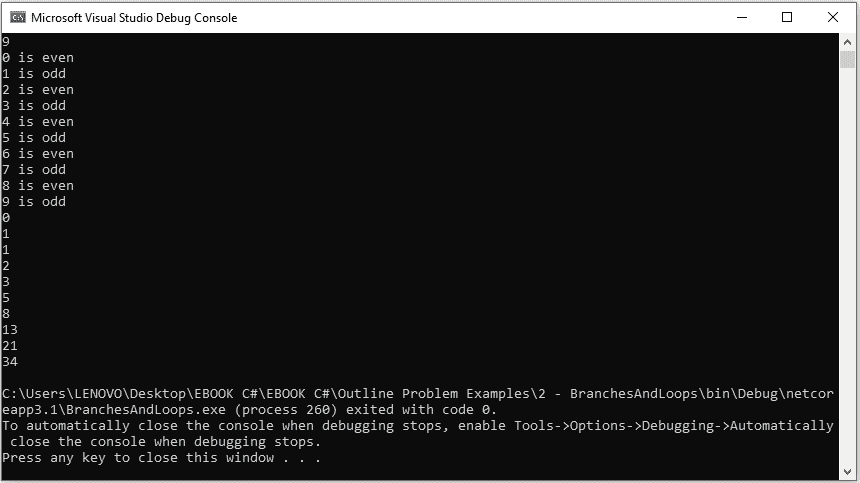 Microsoft Visual Studio Debug Console
9
0 is even
1 is odd
2 is even
3 is odd
4 is even
5 is odd
6 is even
7 is odd
8 is even
9 is odd
0
1
1
2
3
5
8
13
21
34
C:\Users\LENOVO\Desktop\EBOOK C#\EBOOK C#\Outline Problem Examples\2 - BranchesAndLoops\bin\Debug\netcor
eapp3.1\BranchesAndLoops.exe (process 260) exited with code 0.
To automatically close the console when debugging stops, enable Tools->Options->Debugging->Automatically
 close the console when debugging stops.
Press any key to close this window . . .